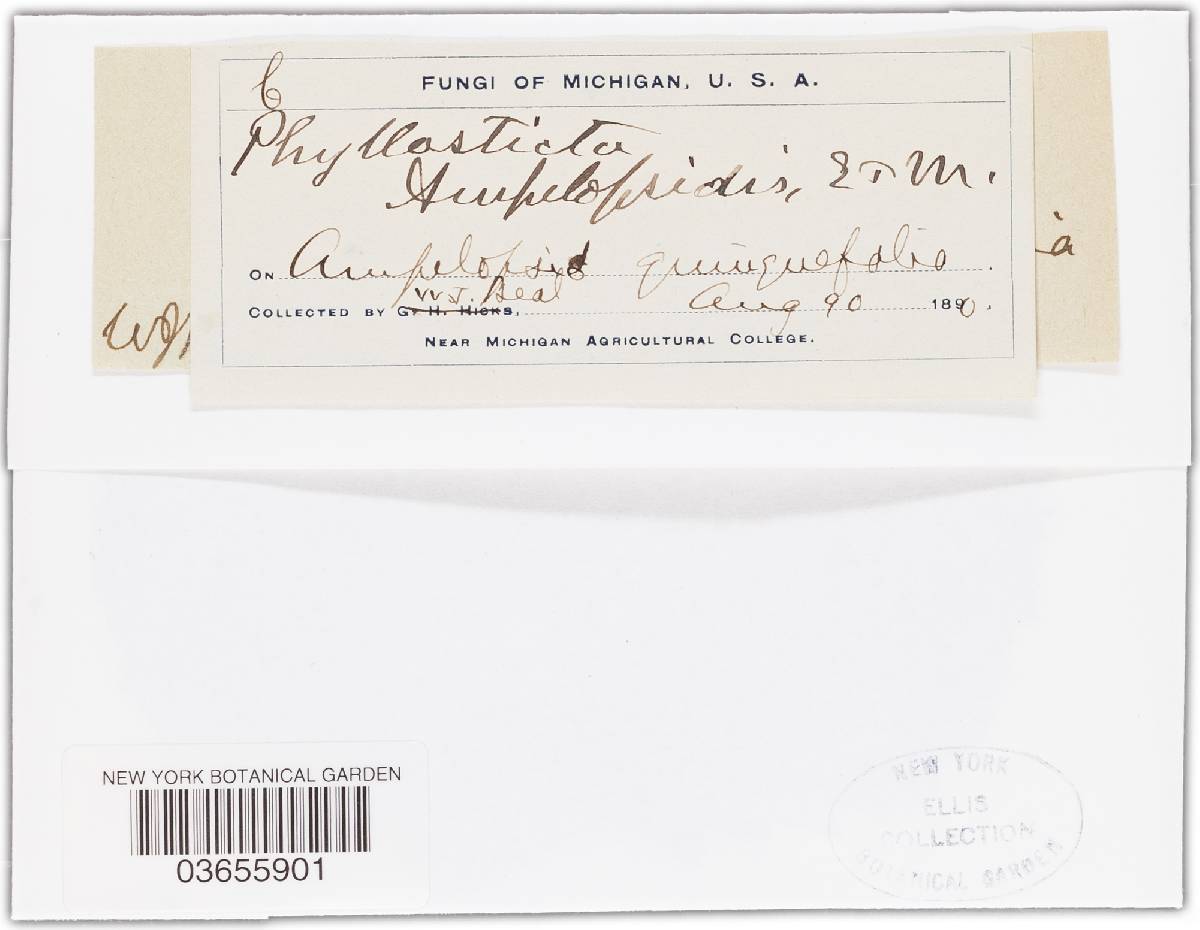 C
FUNGI OF MICHIGAN, U. S. A.
Phyllosticta
Ampelopsidis, E & M.
ON Ampelopsis quinquefolia .
W. J. Beal
COLLECTED BY G. H. HICKS, Aug 90 1890.
NEAR MICHIGAN AGRICULTURAL COLLEGE.
WJ
a
NEW YORK BOTANICAL GARDEN
03655901
NEW YORK
ELLIS
COLLECTION
BOTANICAL GARDEN